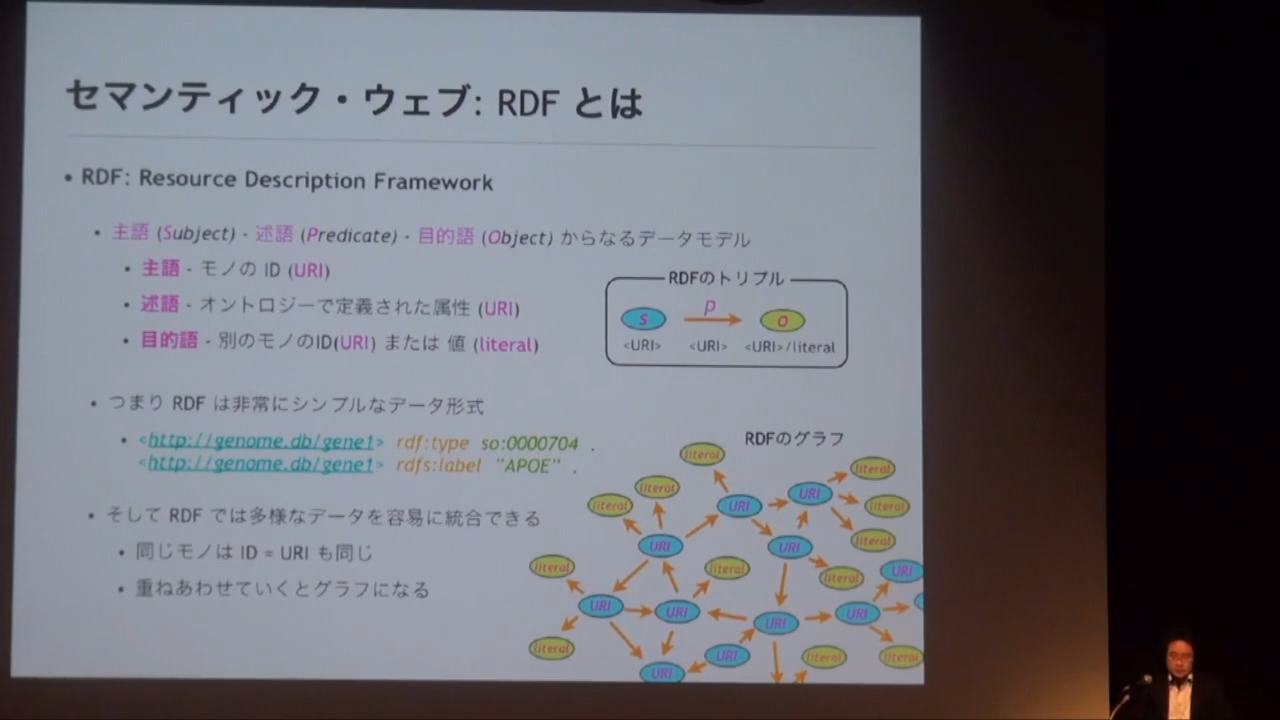 セマンティック・ウェブ: RDF とは
• RDF: Resource Description Framework
• 主語 (Subject) - 述語 (Predicate) - 目的語 (Object) からなるデータモデル
• 主語 - モノの ID (URI)
• 述語 - オントロジーで定義された属性 (URI)
• 目的語 - 別のモノのID(URI) または 値 (literal)
RDFのトリプル
S p O
<URI> <URI> <URI>/literal
• つまり RDF は非常にシンプルなデータ形式
• <http://genome.db/gene1> rdf:type so:0000704 .
<http://genome.db/gene1> rdfs:label "APOE" .
• そして RDF では多様なデータを容易に統合できる
• 同じモノは ID = URI も同じ
• 重ねあわせていくとグラフになる
RDFのグラフ
literal
literal
literal literal URI URI literal
literal
URI URI
literal literal literal URI
URI URI URI URI
literal URI literal literal
URI